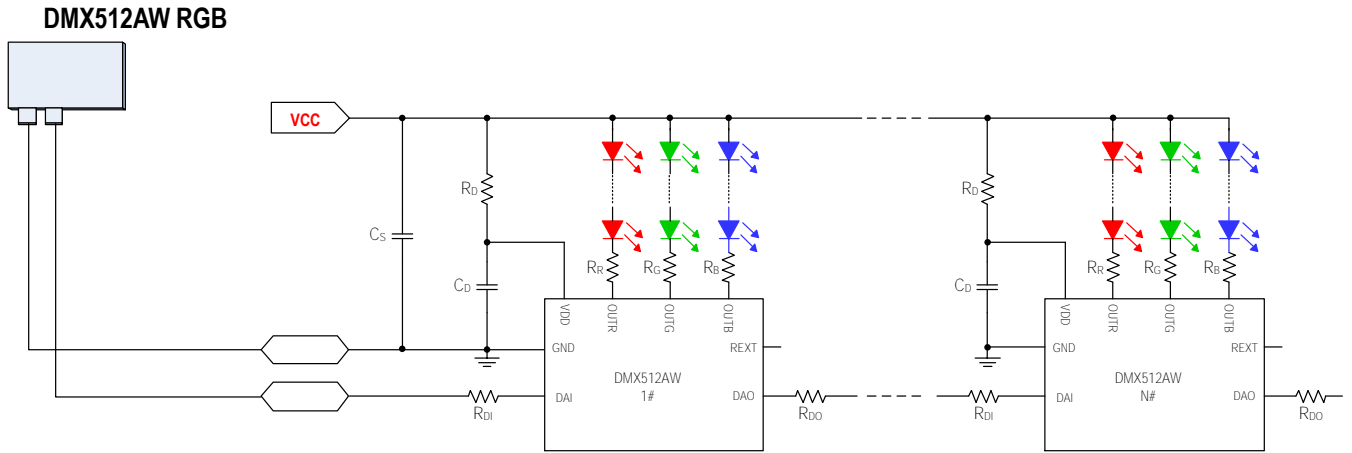 DMX512AW RGB
VCC
RD
CS
CD
RR
RG
RB
VDD
OUTR
OUTG
OUTB
GND
REXT
DMX512AW
1#
DAI
DAO
RDI
RDO
RD
CD
RR
RG
RB
VDD
OUTR
OUTG
OUTB
GND
REXT
DMX512AW
N#
DAI
DAO
RDI
RDO